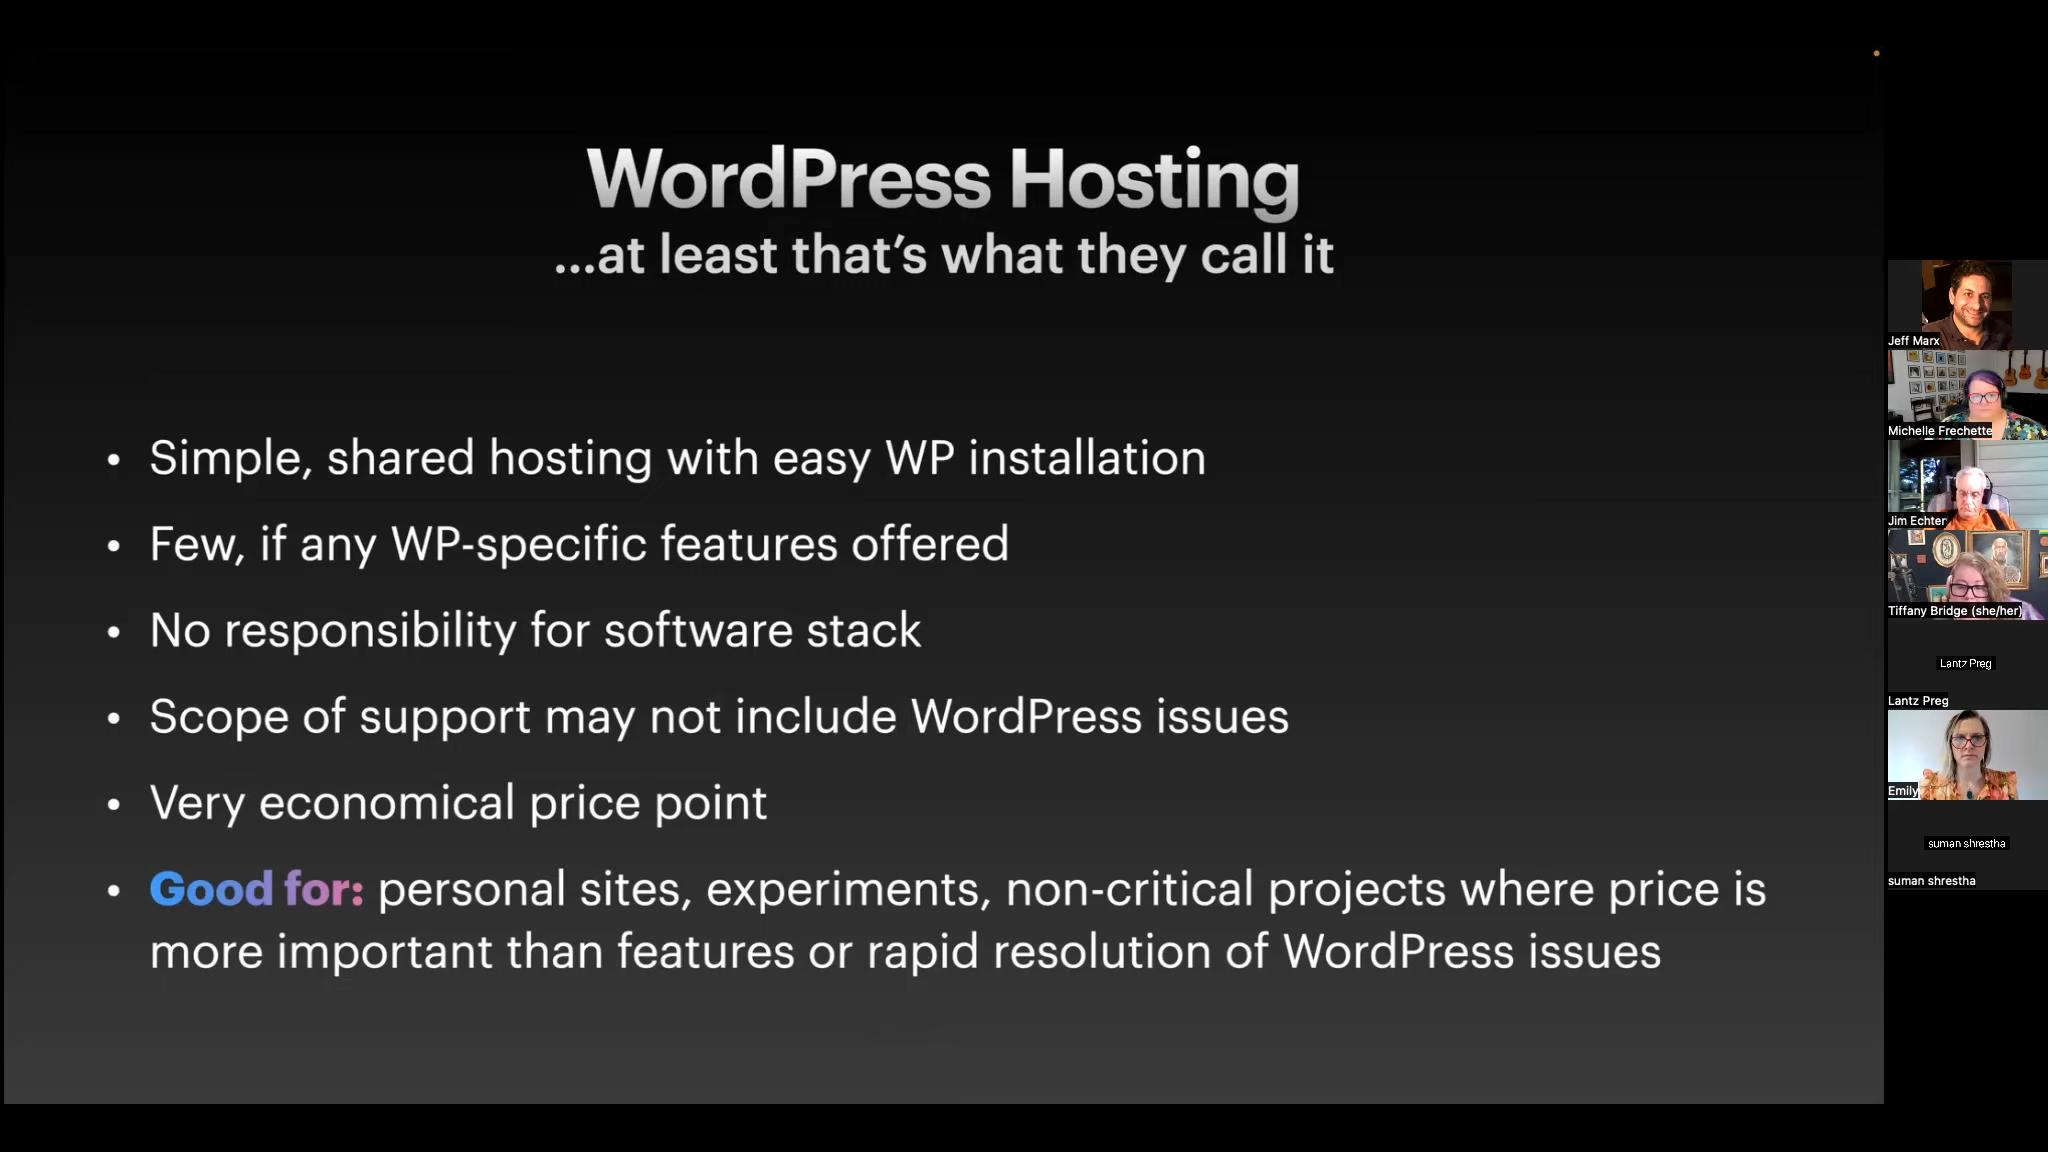 WordPress Hosting
...at least that's what they call it
• Simple, shared hosting with easy WP installation
• Few, if any WP-specific features offered
• No responsibility for software stack
• Scope of support may not include WordPress issues
• Very economical price point
• Good for: personal sites, experiments, non-critical projects where price is
more important than features or rapid resolution of WordPress issues
Jeff Marx
Michelle Frechette
Jim Echter
Tiffany Bridge (she/her)
Lantz Preg
Lantz Preg
Emily
suman shrestha
suman shrestha